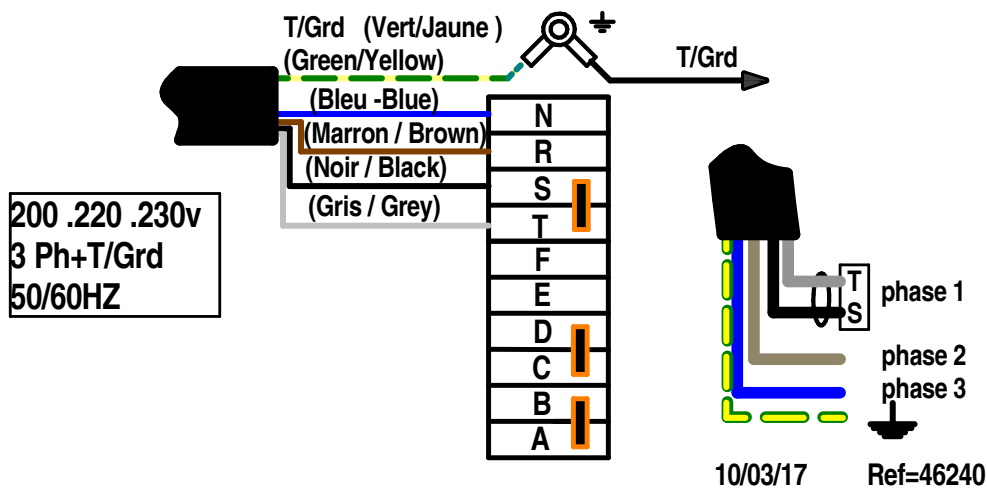 T/Grd (Vert/Jaune )
(Green/Yellow)
T/Grd
(Bleu -Blue)
(Marron / Brown)
(Noir / Black)
(Gris / Grey)
200 .220 .230v
3 Ph+T/Grd
50/60HZ
N
R
S
T
F
E
D
C
B
A
T
S
phase 1
phase 2
phase 3
10/03/17
Ref=46240